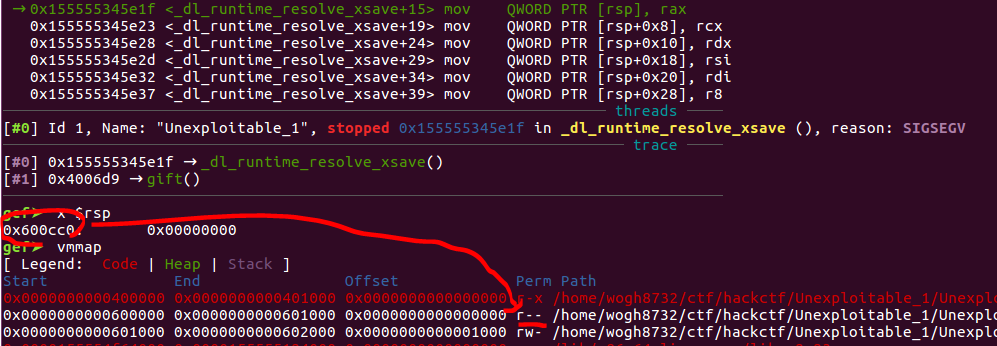 → 0x155555345e1f <_dl_runtime_resolve_xsave+15> mov QWORD PTR [rsp], rax
0x155555345e23 <_dl_runtime_resolve_xsave+19> mov QWORD PTR [rsp+0x8], rcx
0x155555345e28 <_dl_runtime_resolve_xsave+24> mov QWORD PTR [rsp+0x10], rdx
0x155555345e2d <_dl_runtime_resolve_xsave+29> mov QWORD PTR [rsp+0x18], rsi
0x155555345e32 <_dl_runtime_resolve_xsave+34> mov QWORD PTR [rsp+0x20], rdi
0x155555345e37 <_dl_runtime_resolve_xsave+39> mov QWORD PTR [rsp+0x28], r8
threads
[#0] Id 1, Name: "Unexploitable_1", stopped 0x155555345e1f in _dl_runtime_resolve_xsave (), reason: SIGSEGV
trace
[#0] 0x155555345e1f → _dl_runtime_resolve_xsave()
[#1] 0x4006d9 → gift()
gef➤ x $rsp
0x600cc0: 0x00000000
gef➤ vmmap
[ Legend: Code | Heap | Stack ]
Start End Offset Perm Path
0x0000000000400000 0x0000000000401000 0x0000000000000000 r-x /home/wogh8732/ctf/hackctf/Unexploitable_1/Unexplo
0x0000000000600000 0x0000000000601000 0x0000000000000000 r-- /home/wogh8732/ctf/hackctf/Unexploitable_1/Unexplo
0x0000000000601000 0x0000000000602000 0x0000000000001000 rw- /home/wogh8732/ctf/hackctf/Unexploitable_1/Unexplo